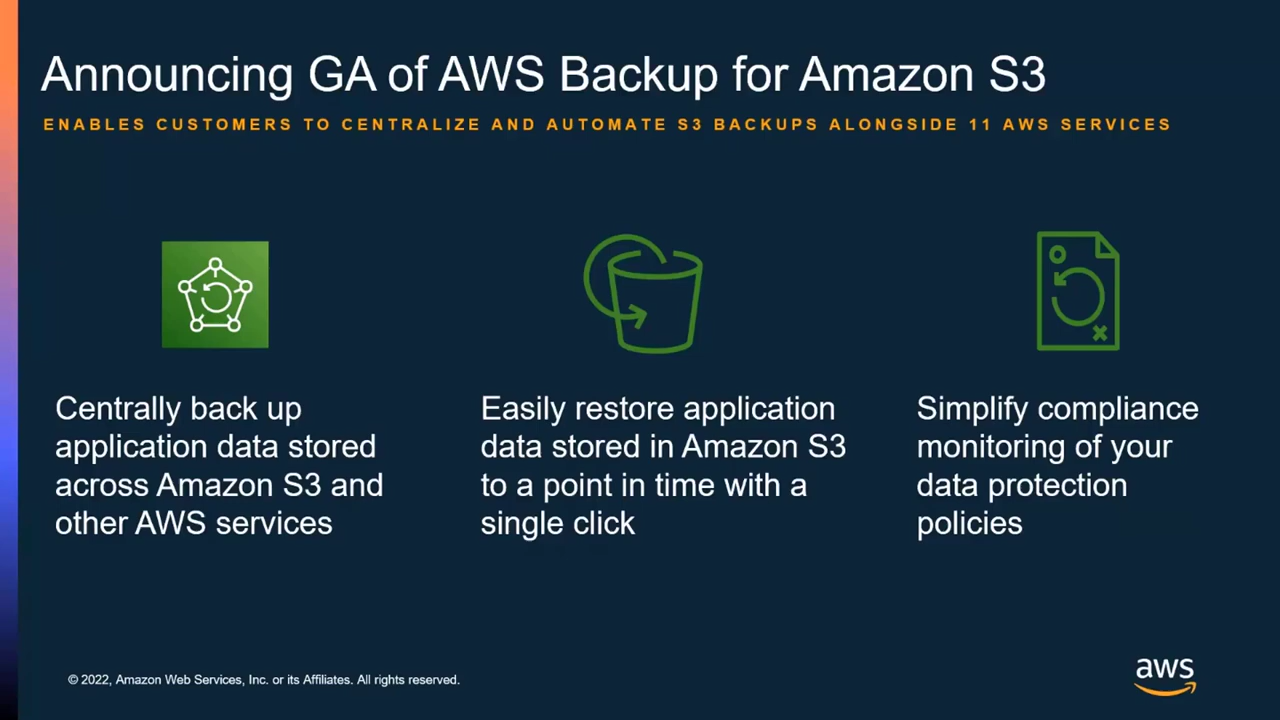 Announcing GA of AWS Backup for Amazon S3
ENABLES CUSTOMERS TO CENTRALIZE AND AUTOMATE S3 BACKUPS ALONGSIDE 11 AWS SERVICES
Centrally back up
application data stored
across Amazon S3 and
other AWS services
Easily restore application
data stored in Amazon S3
to a point in time with a
single click
Simplify compliance
monitoring of your
data protection
policies
© 2022, Amazon Web Services, Inc. or its Affiliates. All rights reserved.
aws